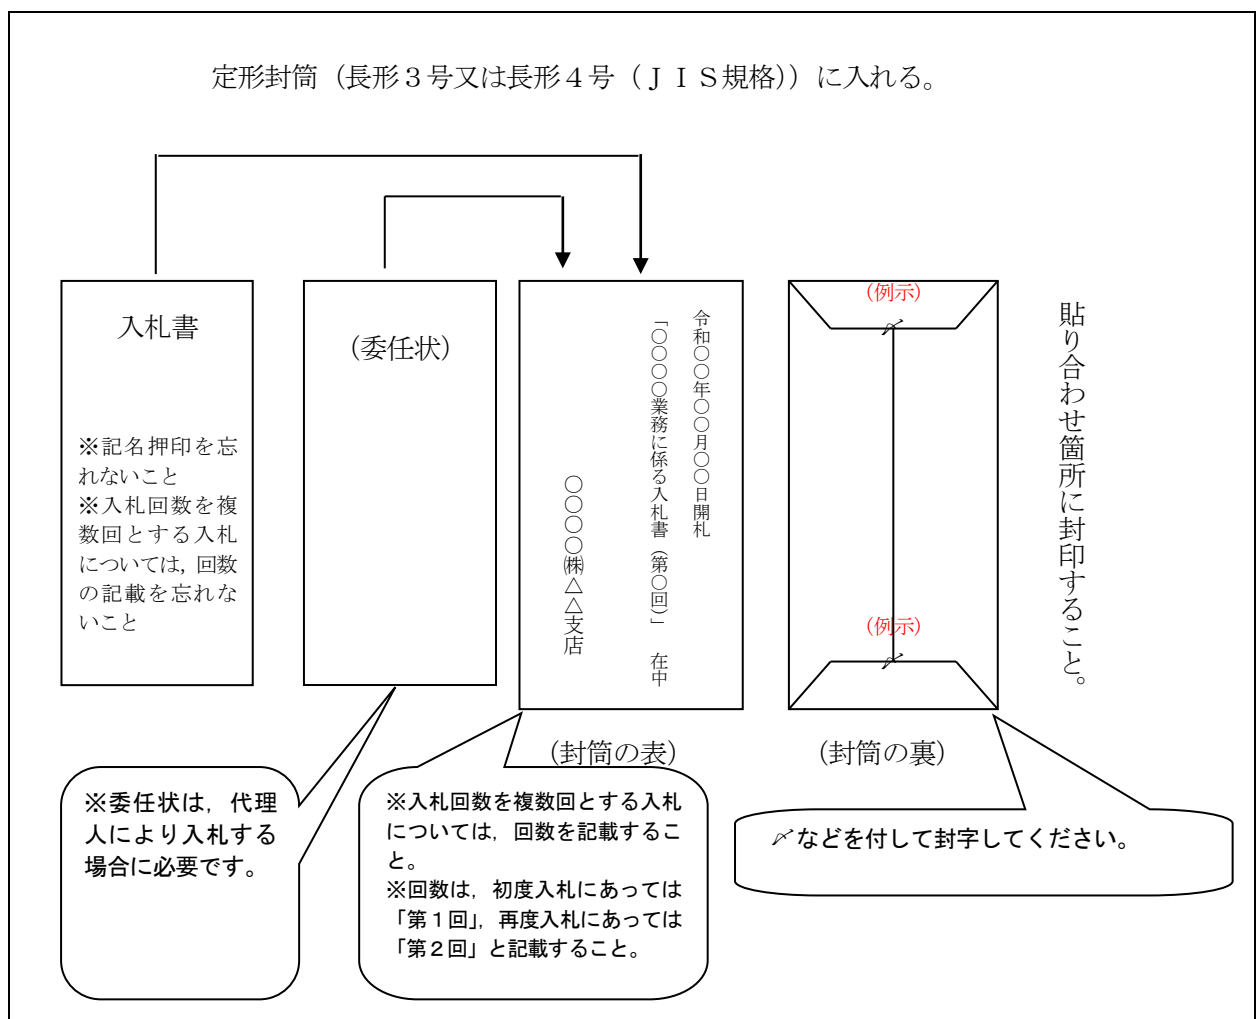 定形封筒（長形３号又は長形４号（ＪＩＳ規格））に入れる。
入札書
※記名押印を忘
れないこと
※入札回数を複
数回とする入札
については，回数
の記載を忘れな
いこと
（委任状）
令和〇〇年〇〇月〇〇日開札
「〇〇〇〇業務に係る入札書（第〇回）」　在中
〇〇〇〇㈱△△支店
（例示）
〆
（例示）
〆
貼り合わせ箇所に封印すること。
（封筒の表）
（封筒の裏）
※委任状は，代理
人により入札する
場合に必要です。
※入札回数を複数回とする入札
については，回数を記載するこ
と。
※回数は，初度入札にあっては
「第１回」，再度入札にあっては
「第２回」と記載すること。
〆などを付して封字してください。